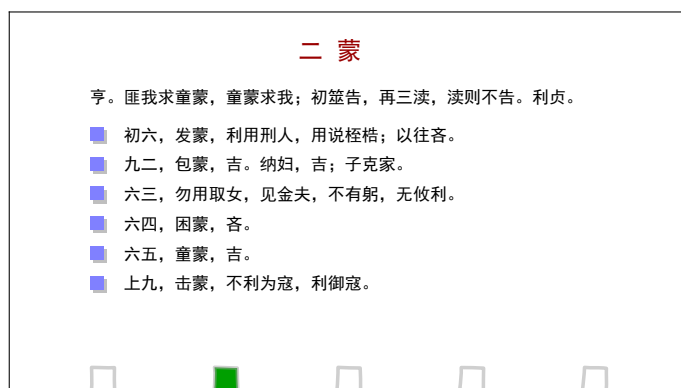 二 蒙
亨。匪我求童蒙，童蒙求我；初筮告，再三渎，渎则不告。利贞。
初六，发蒙，利用刑人，用说桎梏；以往吝。
九二，包蒙，吉。纳妇，吉；子克家。
六三，勿用取女，见金夫，不有躬，无攸利。
六四，困蒙，吝。
六五，童蒙，吉。
上九，击蒙，不利为寇，利御寇。